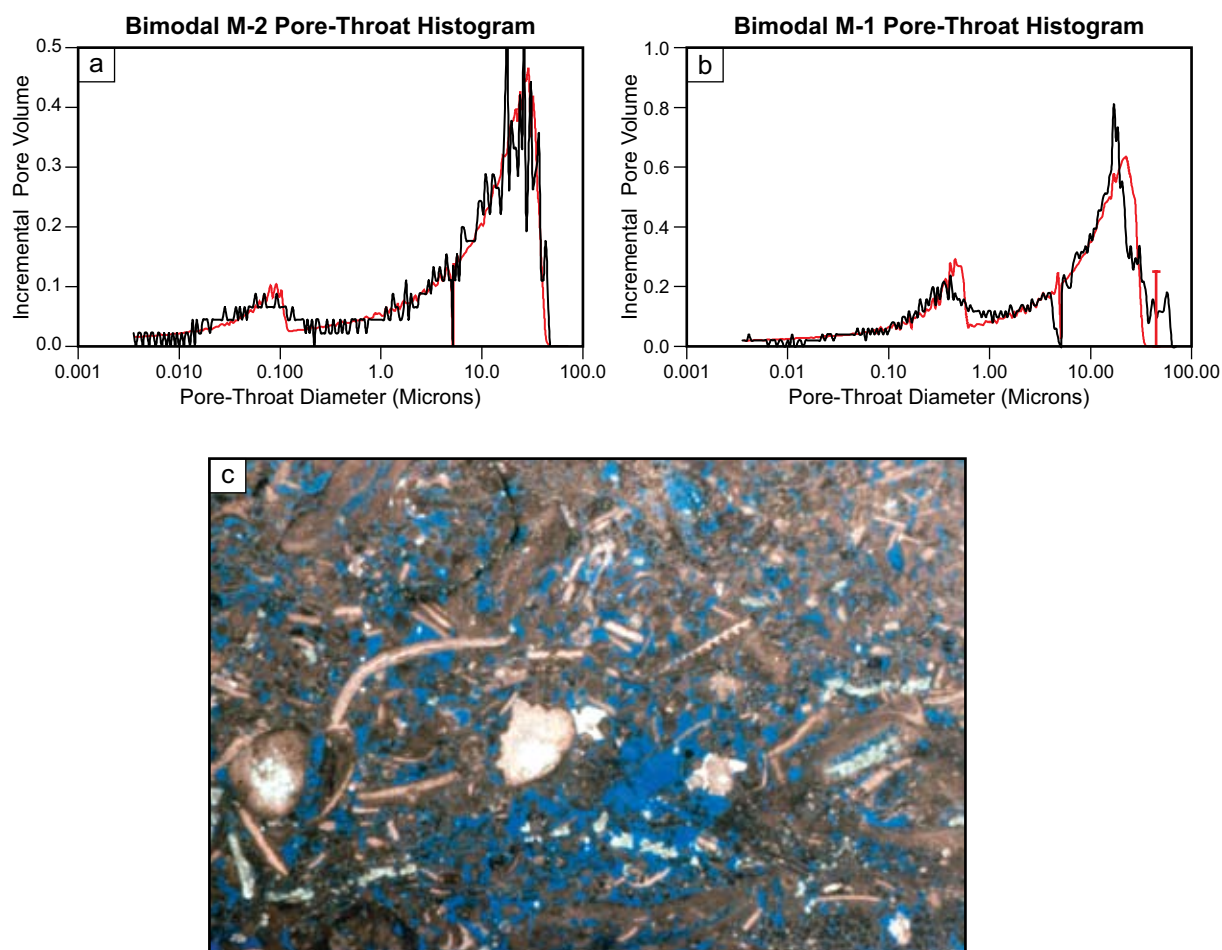 Bimodal M-2 Pore-Throat Histogram
a
Incremental Pore Volume
0.5
0.4
0.3
0.2
0.1
0.0
0.001 0.010 0.100 1.0 10.0 100.0
Pore-Throat Diameter (Microns)
Bimodal M-1 Pore-Throat Histogram
b
Incremental Pore Volume
1.0
0.8
0.6
0.4
0.2
0.0
0.001 0.01 0.10 1.00 10.00 100.00
Pore-Throat Diameter (Microns)
c